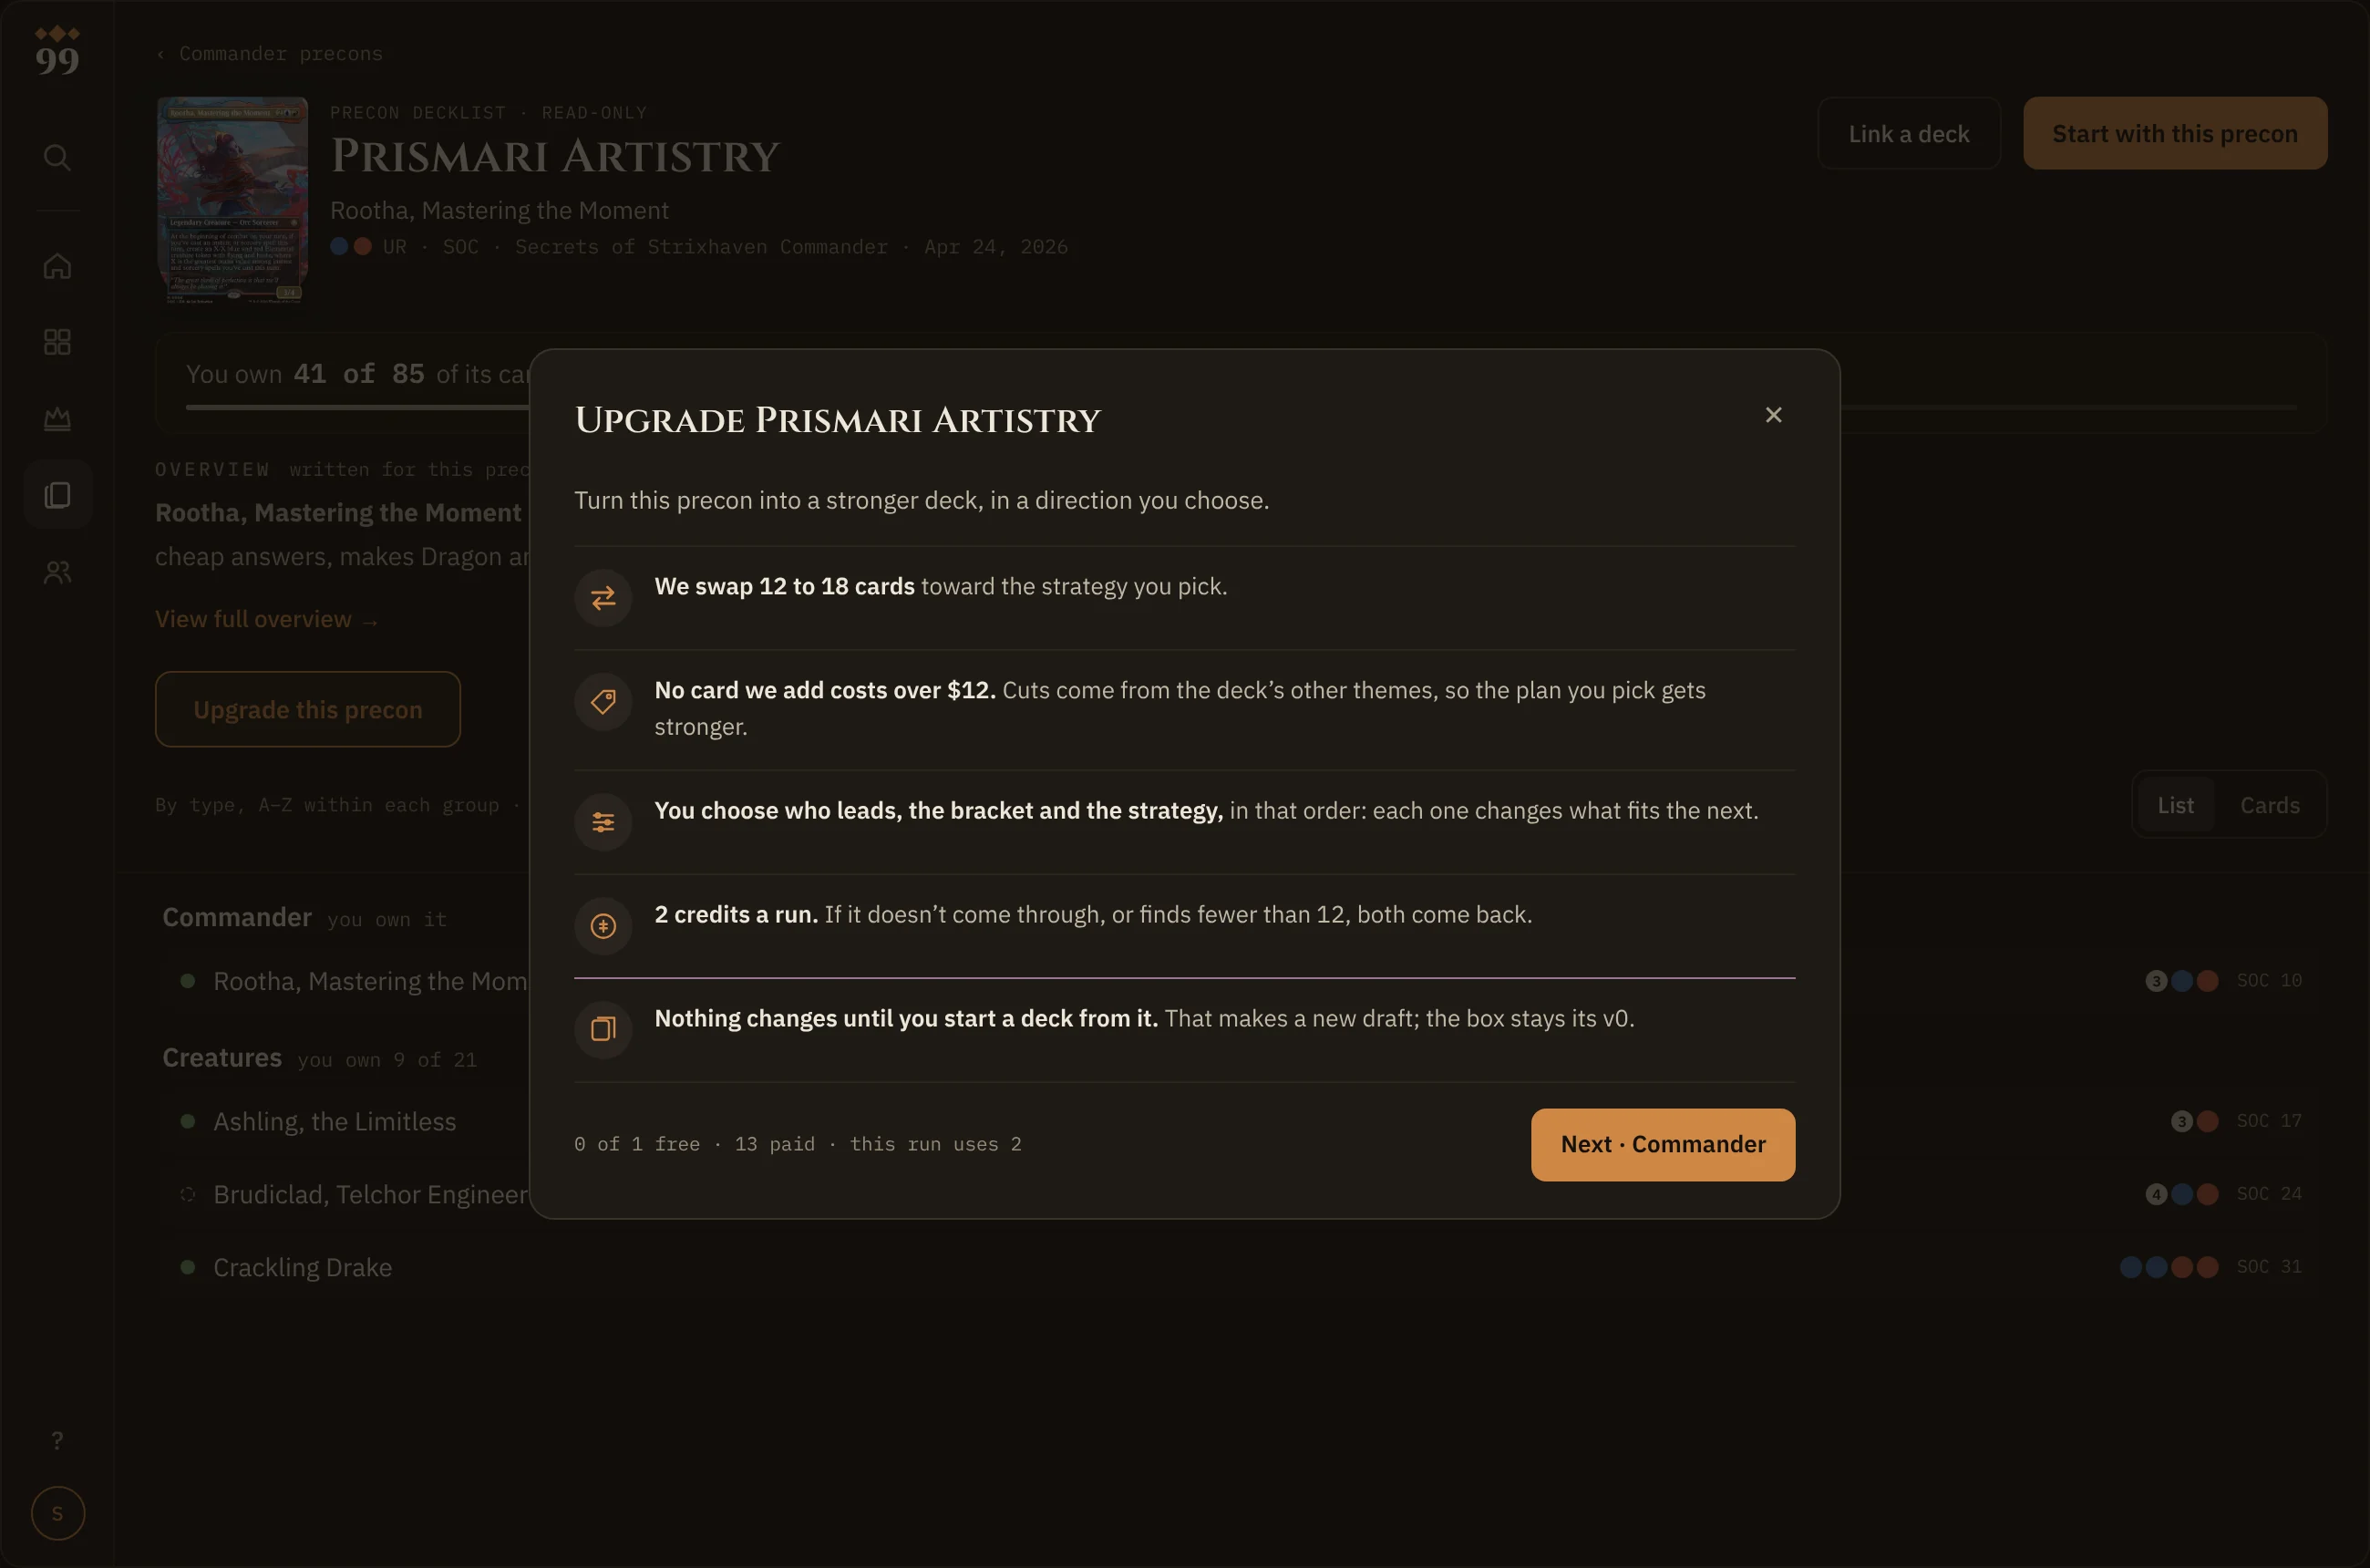 99
‹ Commander precons
PRECON DECKLIST · READ-ONLY
Prismari Artistry
Rootha, Mastering the Moment
UR · SOC · Secrets of Strixhaven Commander · Apr 24, 2026
Link a deck
Start with this precon
You own 41 of 85 of its car
OVERVIEW written for this prec
Rootha, Mastering the Moment
cheap answers, makes Dragon ar
View full overview →
Upgrade this precon
By type, A–Z within each group ·
List
Cards
Commander you own it
Rootha, Mastering the Mom
3
SOC 10
Creatures you own 9 of 21
Ashling, the Limitless
3
SOC 17
Brudiclad, Telchor Engineer
4
SOC 24
Crackling Drake
SOC 31
?
S
Upgrade Prismari Artistry
✕
Turn this precon into a stronger deck, in a direction you choose.
We swap 12 to 18 cards toward the strategy you pick.
No card we add costs over $12. Cuts come from the deck’s other themes, so the plan you pick gets
stronger.
You choose who leads, the bracket and the strategy, in that order: each one changes what fits the next.
2 credits a run. If it doesn’t come through, or finds fewer than 12, both come back.
Nothing changes until you start a deck from it. That makes a new draft; the box stays its v0.
0 of 1 free · 13 paid · this run uses 2
Next · Commander